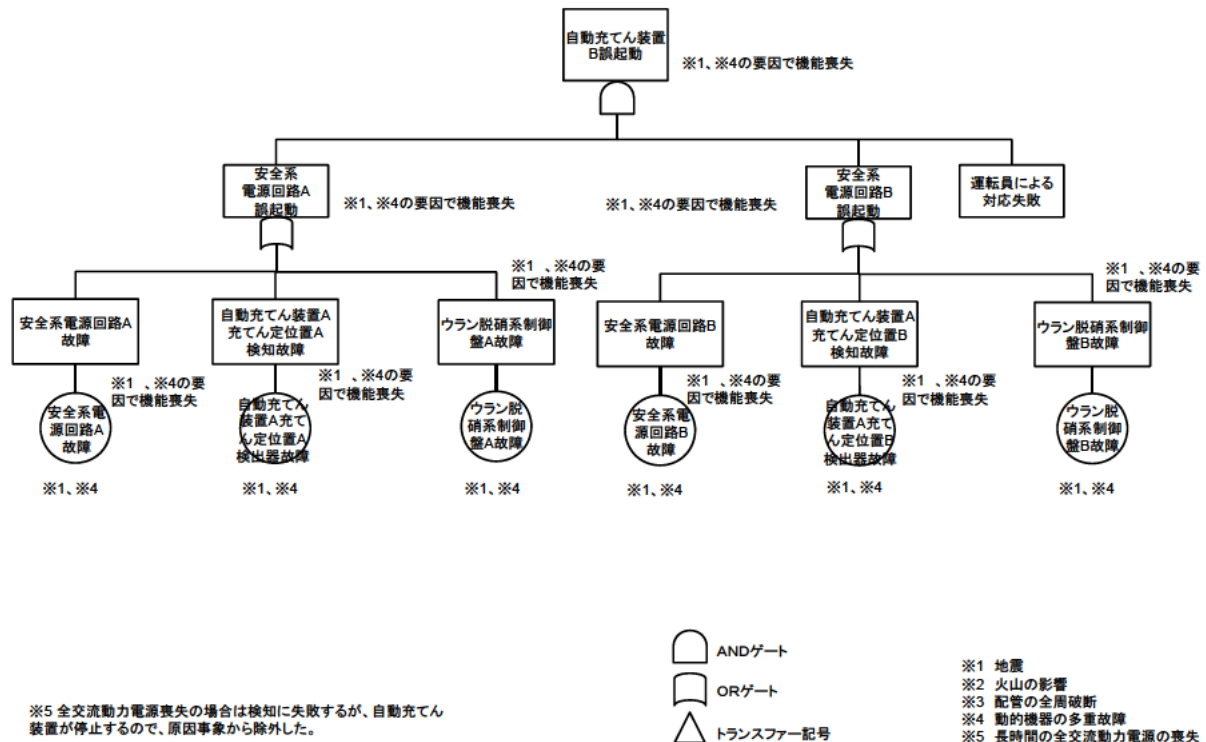 自動充てん装置
B誤起動
※1、※4の要因で機能喪失
安全系
電源回路A
誤起動
※1、※4の要因で機能喪失
安全系
電源回路B
誤起動
※1、※4の要因で機能喪失
運転員による
対応失敗
安全系電源回路A
故障
※1 、※4の要
因で機能喪失
自動充てん装置A
充てん定位置A
検知故障
※1 、※4の要
因で機能喪失
ウラン脱硝系制御
盤A故障
※1 、※4の要
因で機能喪失
安全系電源回路B
故障
※1 、※4の要
因で機能喪失
自動充てん装置A
充てん定位置B
検知故障
※1 、※4の要
因で機能喪失
ウラン脱硝系制御
盤B故障
※1 、※4の要
因で機能喪失
安全系電
源回路A
故障
※1、※4
自動充てん
装置A充て
ん定位置A
検出器故障
※1、※4
ウラン脱
硝系制御
盤A故障
※1、※4
安全系電
源回路B
故障
※1、※4
自動充てん
装置A充て
ん定位置B
検出器故障
※1、※4
ウラン脱
硝系制御
盤B故障
※1、※4
※5 全交流動力電源喪失の場合は検知に失敗するが、自動充てん
装置が停止するので、原因事象から除外した。
ANDゲート
ORゲート
トランスファー記号
※1 地震
※2 火山の影響
※3 配管の全周破断
※4 動的機器の多重故障
※5 長時間の全交流動力電源の喪失